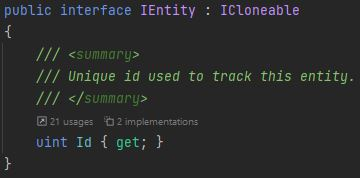 public interface IEntity : ICloneable
{
/// <summary>
/// Unique id used to track this entity.
/// </summary>
21 usages 2 implementations
uint Id { get; }
}